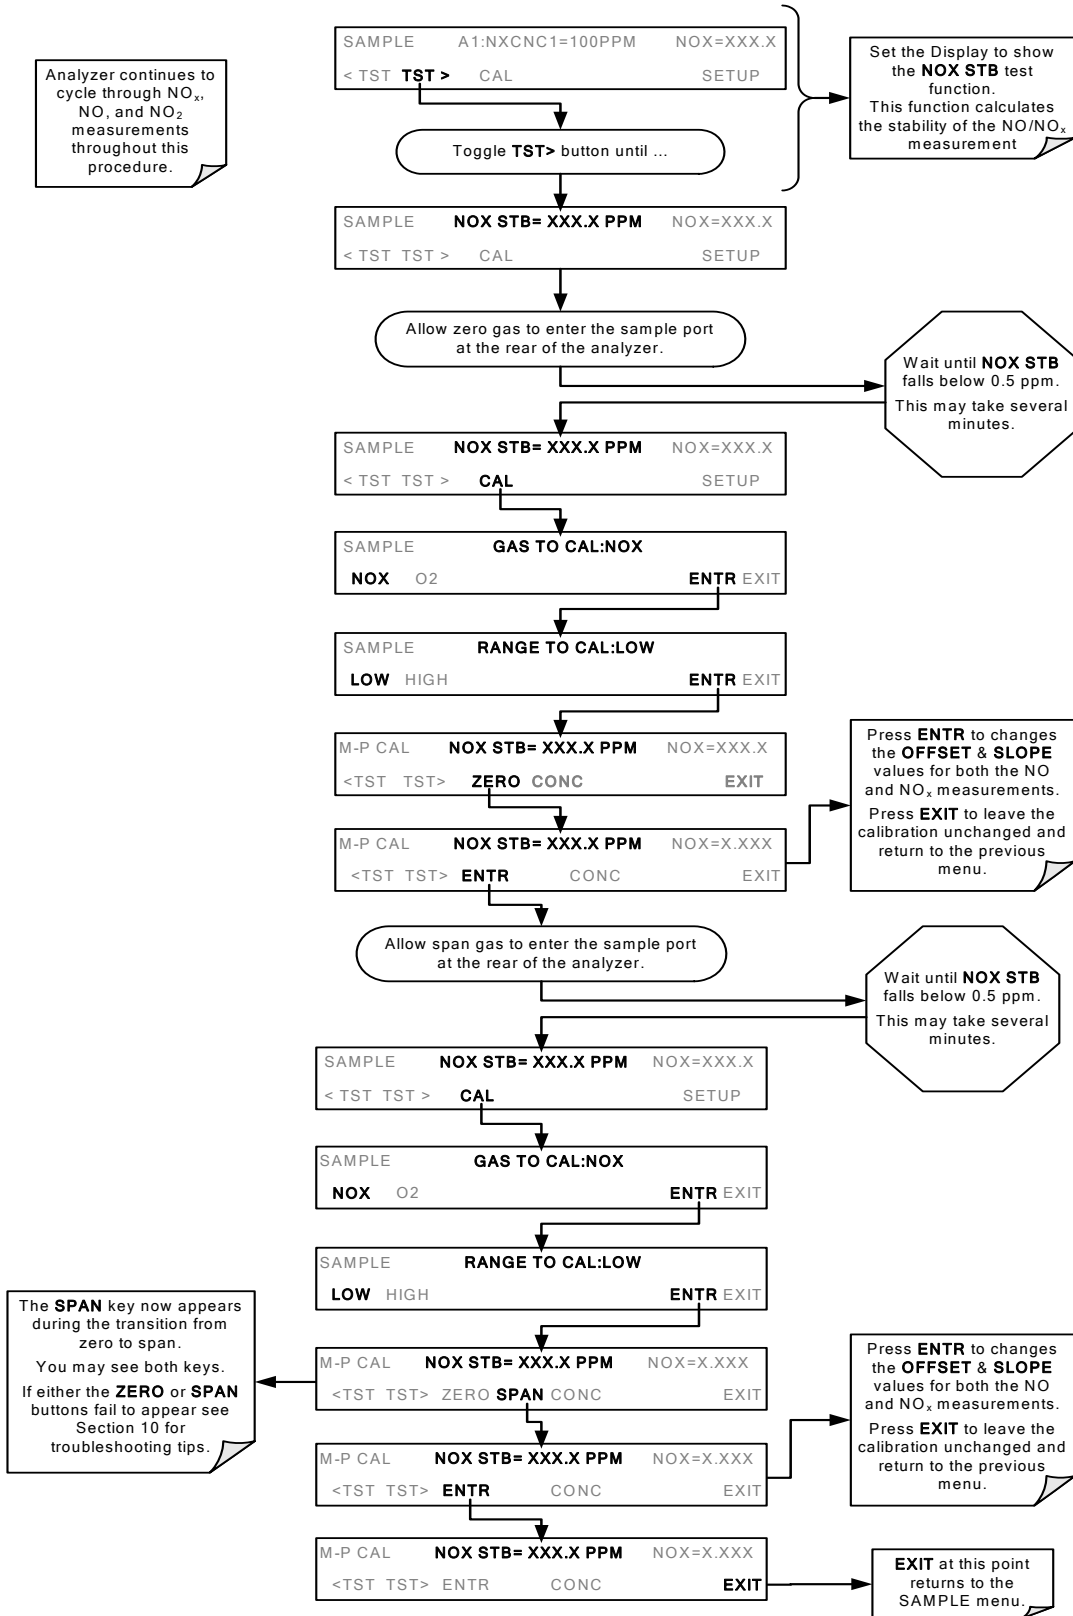 SAMPLE A1:NXCNC1=100PPM NOX=XXX.X
< TST TST > CAL SETUP
Analyzer continues to
cycle through NOx,
NO, and NO2
measurements
throughout this
procedure.
Set the Display to show
the NOX STB test
function.
This function calculates
the stability of the NO/NOx
measurement
Toggle TST> button until ...
SAMPLE NOX STB= XXX.X PPM NOX=XXX.X
< TST TST > CAL SETUP
Allow zero gas to enter the sample port
at the rear of the analyzer.
Wait until NOX STB
falls below 0.5 ppm.
This may take several
minutes.
SAMPLE NOX STB= XXX.X PPM NOX=XXX.X
< TST TST > CAL SETUP
SAMPLE GAS TO CAL:NOX
NOX O2 ENTR EXIT
SAMPLE RANGE TO CAL:LOW
LOW HIGH ENTR EXIT
M-P CAL NOX STB= XXX.X PPM NOX=XXX.X
<TST TST> ZERO CONC EXIT
M-P CAL NOX STB= XXX.X PPM NOX=X.XXX
<TST TST> ENTR CONC EXIT
Press ENTR to changes
the OFFSET & SLOPE
values for both the NO
and NOx measurements.
Press EXIT to leave the
calibration unchanged and
return to the previous
menu.
Allow span gas to enter the sample port
at the rear of the analyzer.
Wait until NOX STB
falls below 0.5 ppm.
This may take several
minutes.
SAMPLE NOX STB= XXX.X PPM NOX=XXX.X
< TST TST > CAL SETUP
SAMPLE GAS TO CAL:NOX
NOX O2 ENTR EXIT
SAMPLE RANGE TO CAL:LOW
LOW HIGH ENTR EXIT
The SPAN key now appears
during the transition from
zero to span.
You may see both keys.
If either the ZERO or SPAN
buttons fail to appear see
Section 10 for
troubleshooting tips.
M-P CAL NOX STB= XXX.X PPM NOX=X.XXX
<TST TST> ZERO SPAN CONC EXIT
M-P CAL NOX STB= XXX.X PPM NOX=X.XXX
<TST TST> ENTR CONC EXIT
Press ENTR to changes
the OFFSET & SLOPE
values for both the NO
and NOx measurements.
Press EXIT to leave the
calibration unchanged and
return to the previous
menu.
M-P CAL NOX STB= XXX.X PPM NOX=X.XXX
<TST TST> ENTR CONC EXIT
EXIT at this point
returns to the
SAMPLE menu.